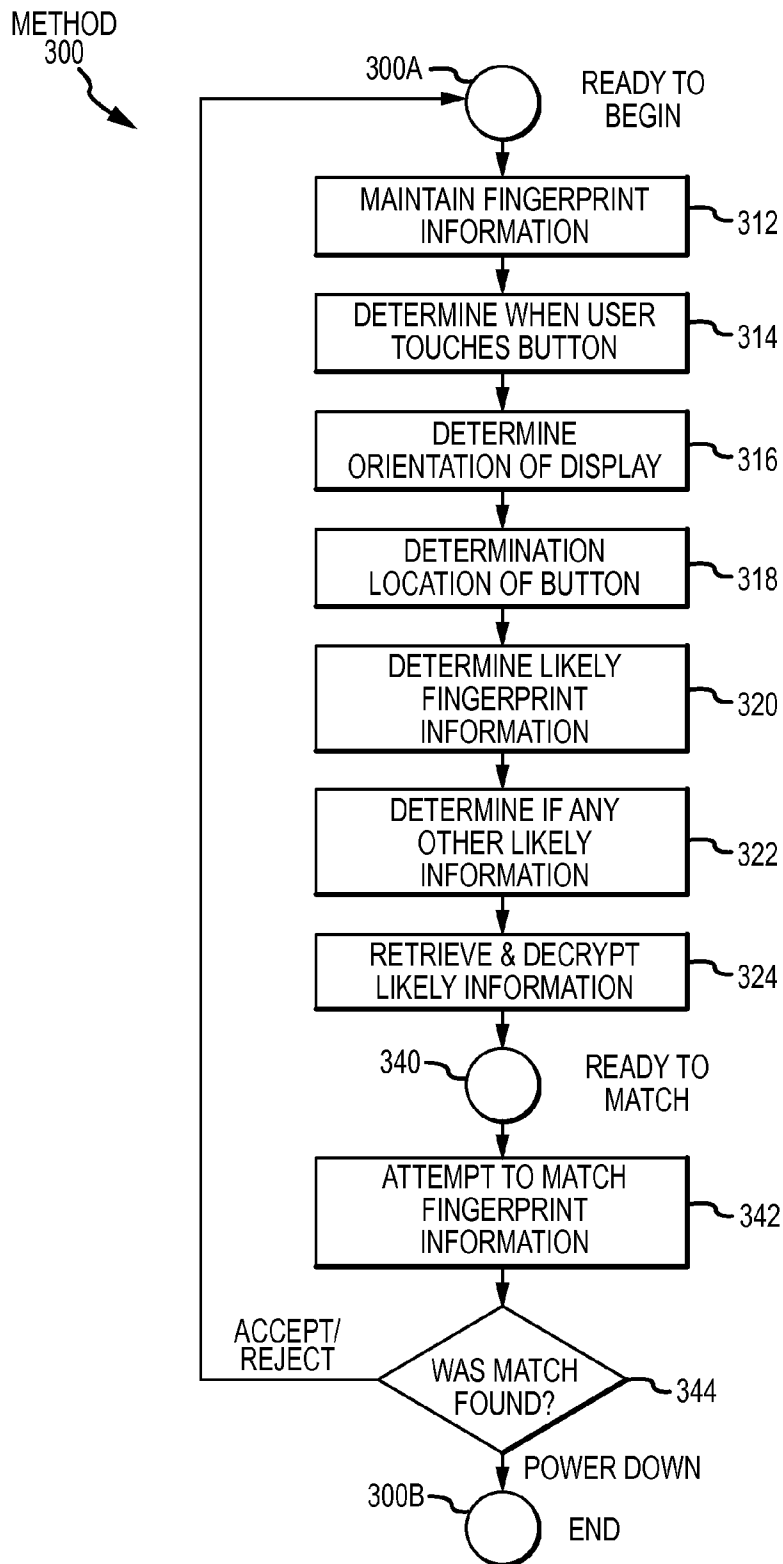 METHOD
300
300A
READY TO
BEGIN
MAINTAIN FINGERPRINT
INFORMATION
312
DETERMINE WHEN USER
TOUCHES BUTTON
314
DETERMINE
ORIENTATION OF DISPLAY
316
DETERMINATION
LOCATION OF BUTTON
318
DETERMINE LIKELY
FINGERPRINT
INFORMATION
320
DETERMINE IF ANY
OTHER LIKELY
INFORMATION
322
RETRIEVE & DECRYPT
LIKELY INFORMATION
324
340
READY TO
MATCH
ATTEMPT TO MATCH
FINGERPRINT
INFORMATION
342
ACCEPT/
REJECT
WAS MATCH
FOUND?
344
POWER DOWN
300B
END